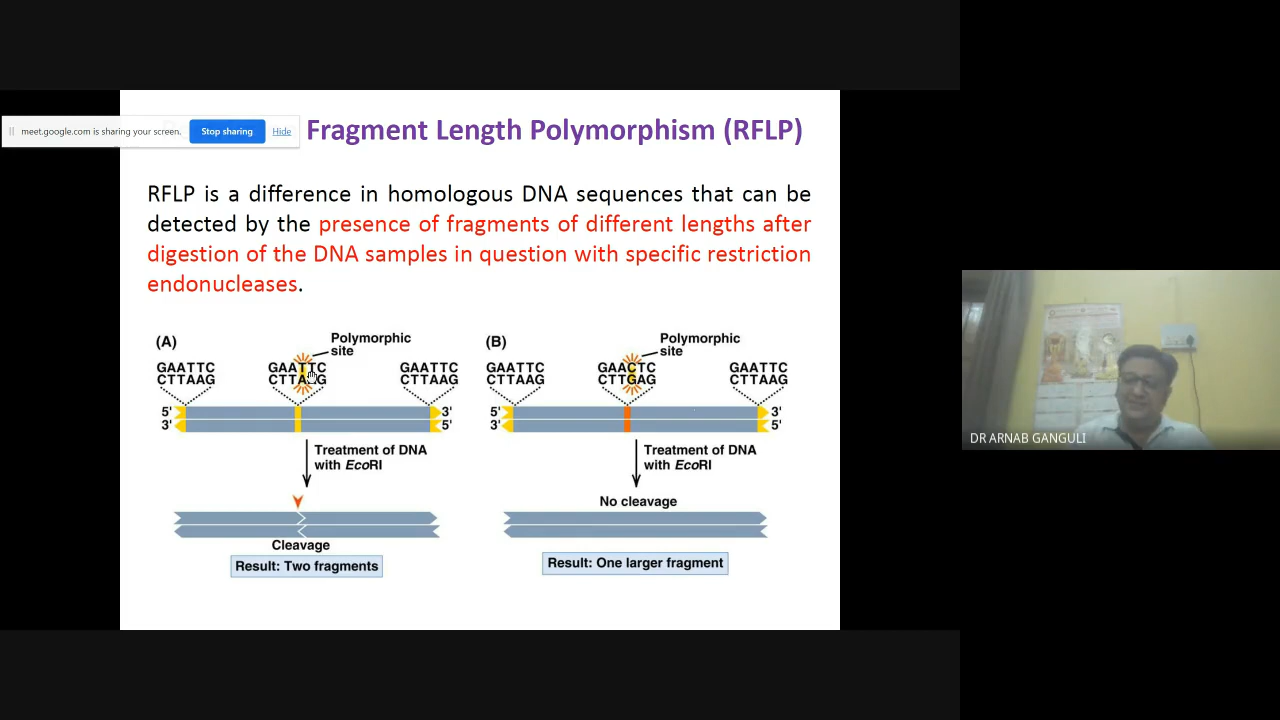 meet.google.com is sharing your screen.
Stop sharing
Hide
Fragment Length Polymorphism (RFLP)
RFLP is a difference in homologous DNA sequences that can be
detected by the presence of fragments of different lengths after
digestion of the DNA samples in question with specific restriction
endonucleases.
(A)
Polymorphic
site
GAATTC
CTTAAG
GAATTC
CTTAAG
GAATTC
CTTAAG
5' 3'
3' 5'
Treatment of DNA
with EcoRI
Cleavage
Result: Two fragments
(B)
Polymorphic
site
GAATTC
CTTAAG
GAACTC
CTTGAG
GAATTC
CTTAAG
5' 3'
3' 5'
Treatment of DNA
with EcoRI
No cleavage
Result: One larger fragment
DR ARNAB GANGULI